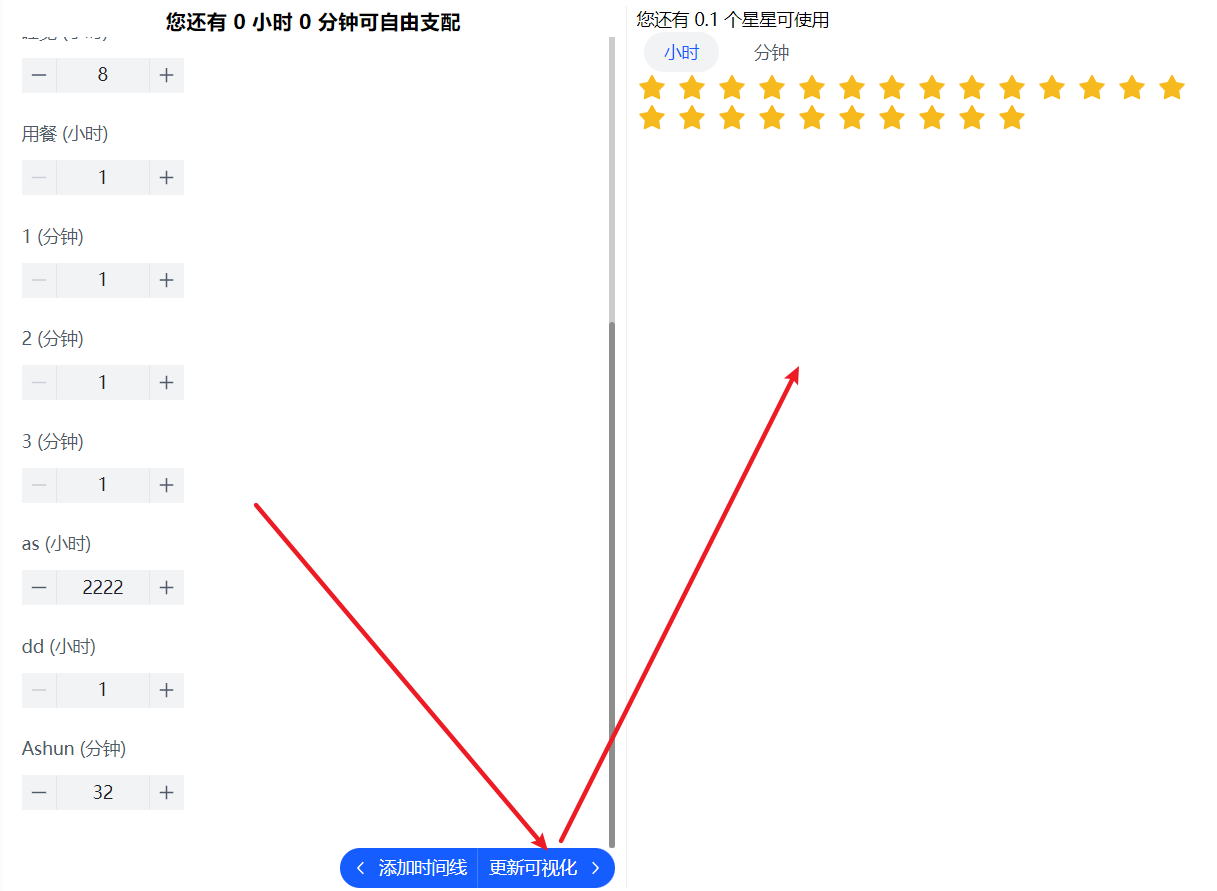 您还有 0 小时 0 分钟可自由支配
8
用餐 (小时)
1
1 (分钟)
1
2 (分钟)
1
3 (分钟)
1
as (小时)
2222
dd (小时)
1
Ashun (分钟)
32
添加时间线 更新可视化
您还有 0.1 个星星可使用
小时 分钟